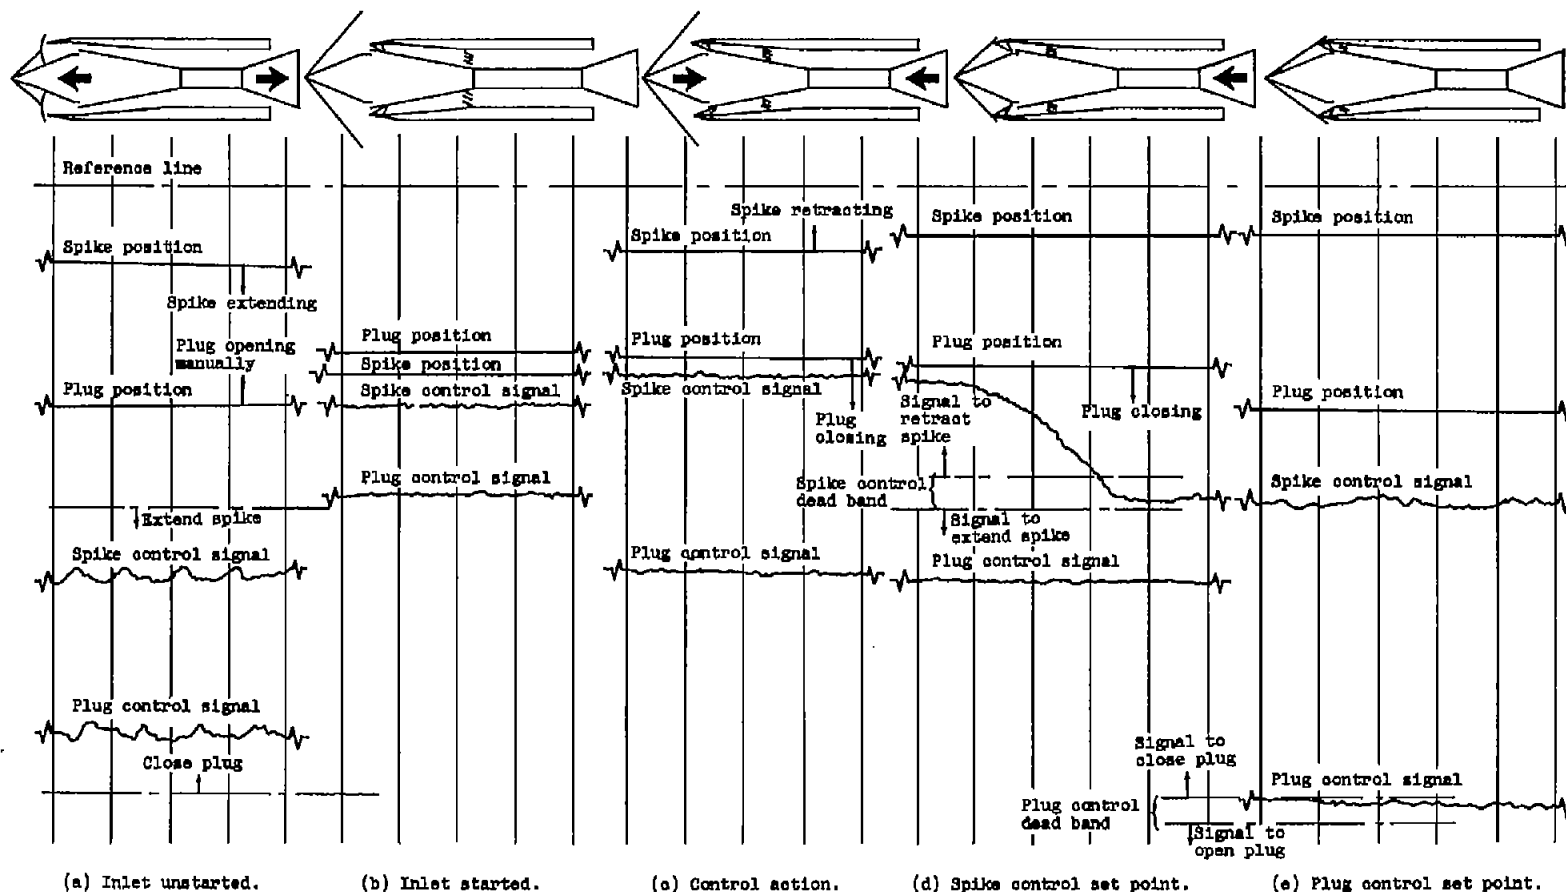 Reference line
Spike position
Spike extending
Plug opening
manually
Plug position
Extend spike
Spike control signal
Plug control signal
Close plug
(a) Inlet unstarted.
Plug position
Spike position
Spike control signal
Plug control signal
(b) Inlet started.
Spike retracting
Spike position
Plug position
Spike control signal
Plug
closing
Plug control signal
(c) Control action.
Spike position
Plug position
Signal to
retract
spike
Plug closing
Spike control
dead band
Signal to
extend spike
Plug control signal
Signal to
close plug
Plug control
dead band
Signal to
open plug
(d) Spike control set point.
Spike position
Plug position
Spike control signal
Plug control signal
(e) Plug control set point.